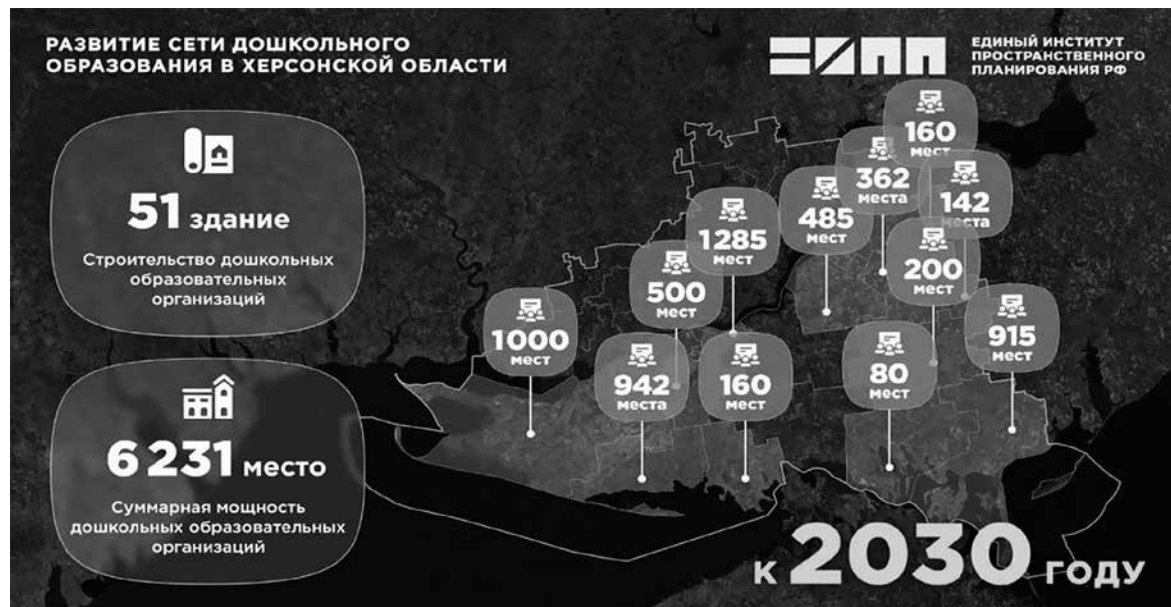 РАЗВИТИЕ СЕТИ ДОШКОЛЬНОГО
ОБРАЗОВАНИЯ В ХЕРСОНСКОЙ ОБЛАСТИ
ЕДИНЫЙ ИНСТИТУТ
ПРОСТРАНСТВЕННОГО
ПЛАНИРОВАНИЯ РФ
51 здание
Строительство дошкольных
образовательных
организаций
6 231 место
Суммарная мощность
дошкольных образовательных
организаций
160
мест
362
места
142
места
485
мест
1285
мест
200
мест
500
мест
1000
мест
915
мест
942
места
160
мест
80
мест
К 2030 ГОДУ